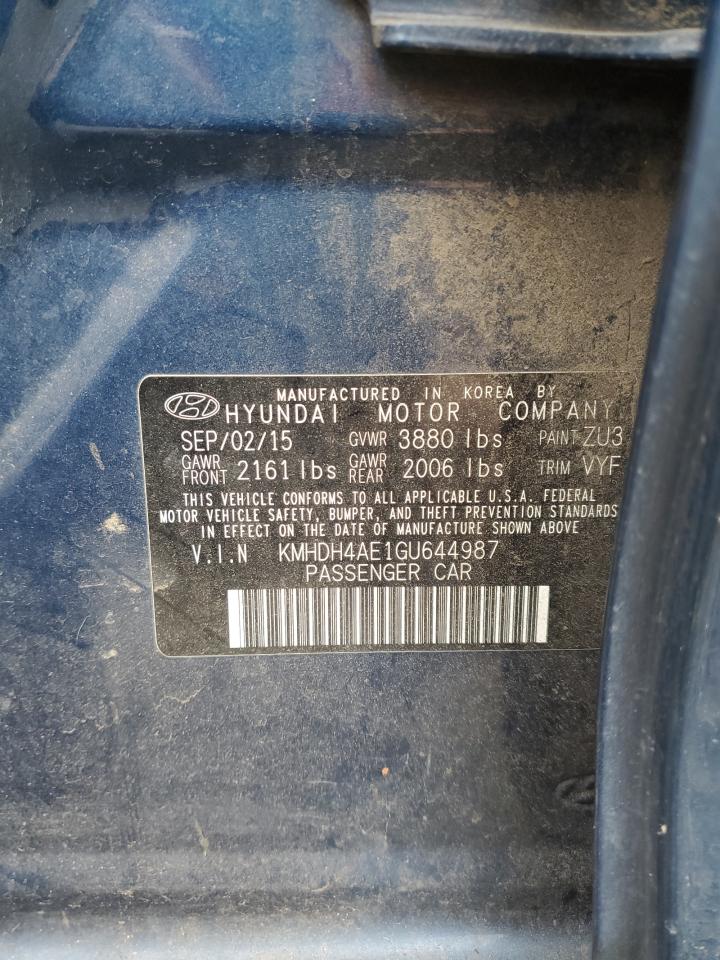 MANUFACTURED IN KOREA BY
HYUNDAI MOTOR COMPANY
SEP/02/15 GVWR 3880 lbs PAINT ZU3
GAWR FRONT 2161 lbs GAWR REAR 2006 lbs TRIM VYF
THIS VEHICLE CONFORMS TO ALL APPLICABLE U.S.A. FEDERAL
MOTOR VEHICLE SAFETY, BUMPER, AND THEFT PREVENTION STANDARDS
IN EFFECT ON THE DATE OF MANUFACTURE SHOWN ABOVE
V.I.N KMHDH4AE1GU644987
PASSENGER CAR